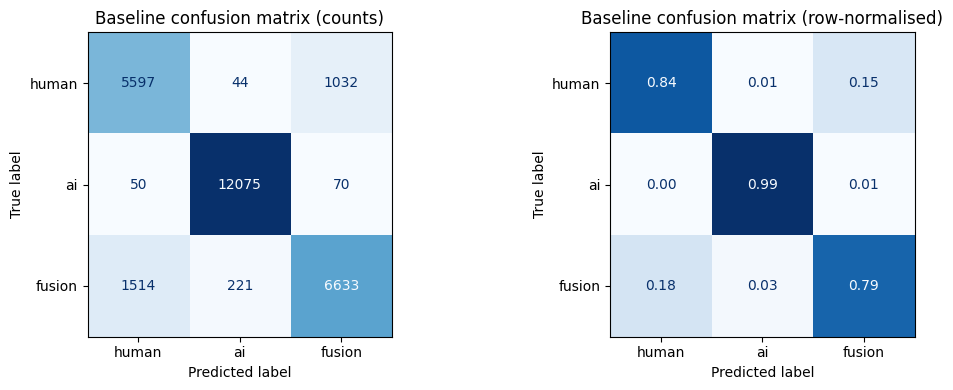 Baseline confusion matrix (counts)
human 5597 44 1032
ai 50 12075 70
fusion 1514 221 6633
human ai fusion
Predicted label
True label
Baseline confusion matrix (row-normalised)
human 0.84 0.01 0.15
ai 0.00 0.99 0.01
fusion 0.18 0.03 0.79
human ai fusion
Predicted label
True label